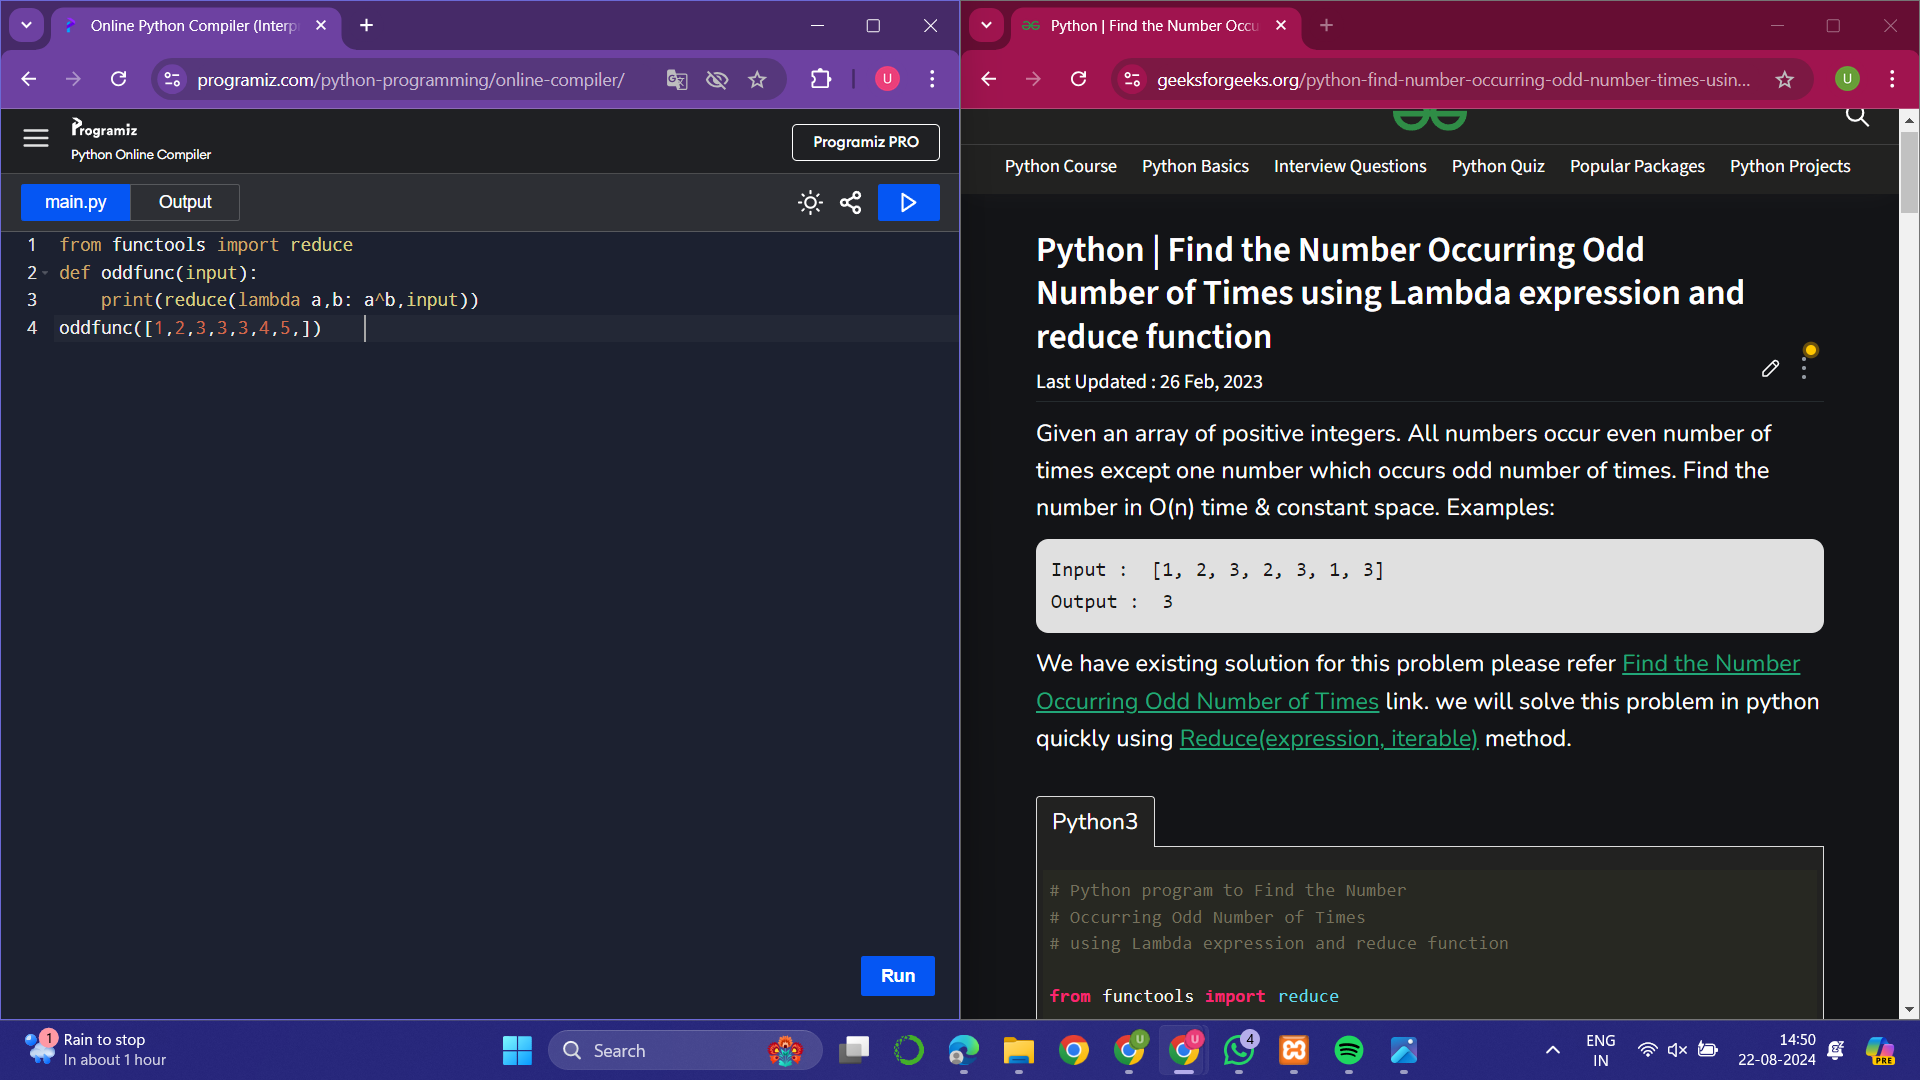 Online Python Compiler (Interp
programiz.com/python-programming/online-compiler/
U
Programiz
Python Online Compiler
Programiz PRO
main.py
Output
1 from functools import reduce
2 def oddfunc(input):
3     print(reduce(lambda a,b: a^b,input))
4 oddfunc([1,2,3,3,3,4,5,])
Run
Python | Find the Number Occu
geeksforgeeks.org/python-find-number-occurring-odd-number-times-usin...
U
Python Course Python Basics Interview Questions Python Quiz Popular Packages Python Projects
Python | Find the Number Occurring Odd
Number of Times using Lambda expression and
reduce function
Last Updated : 26 Feb, 2023
Given an array of positive integers. All numbers occur even number of
times except one number which occurs odd number of times. Find the
number in O(n) time & constant space. Examples:
Input :  [1, 2, 3, 2, 3, 1, 3]
Output :  3
We have existing solution for this problem please refer Find the Number
Occurring Odd Number of Times link. we will solve this problem in python
quickly using Reduce(expression, iterable) method.
Python3
# Python program to Find the Number
# Occurring Odd Number of Times
# using Lambda expression and reduce function
from functools import reduce
1
Rain to stop
In about 1 hour
Search
U
U
4
ENG
IN
14:50
22-08-2024
PRE